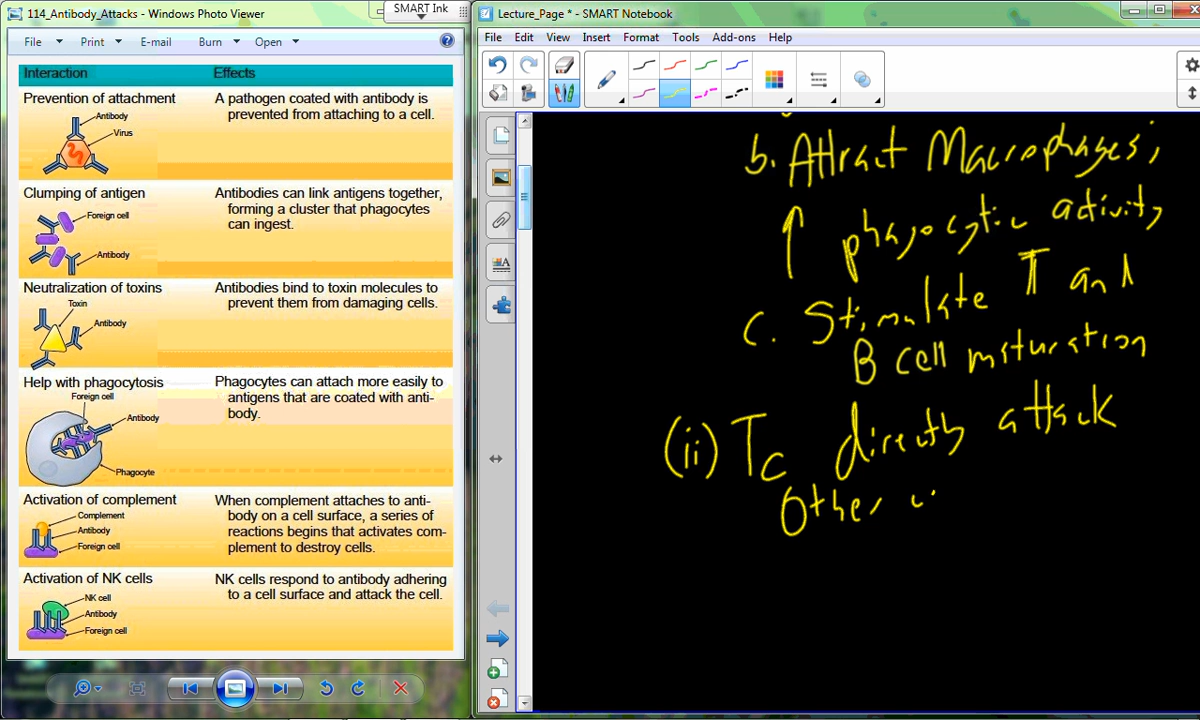 114_Antibody_Attacks - Windows Photo Viewer
SMART Ink
File Print E-mail Burn Open
Interaction Effects
Prevention of attachment
Antibody
Virus
A pathogen coated with antibody is
prevented from attaching to a cell.
Clumping of antigen
Foreign cell
Antibody
Antibodies can link antigens together,
forming a cluster that phagocytes
can ingest.
Neutralization of toxins
Toxin
Antibody
Antibodies bind to toxin molecules to
prevent them from damaging cells.
Help with phagocytosis
Foreign cell
Antibody
Phagocyte
Phagocytes can attach more easily to
antigens that are coated with anti-
body.
Activation of complement
Complement
Antibody
Foreign cell
When complement attaches to anti-
body on a cell surface, a series of
reactions begins that activates com-
plement to destroy cells.
Activation of NK cells
NK cell
Antibody
Foreign cell
NK cells respond to antibody adhering
to a cell surface and attack the cell.
Lecture_Page * - SMART Notebook
File Edit View Insert Format Tools Add-ons Help
b. Attract Macrophages;
↑ phagocytic activity
c. Stimulate T and
B cell maturation
(ii) Tc directly attack
Other